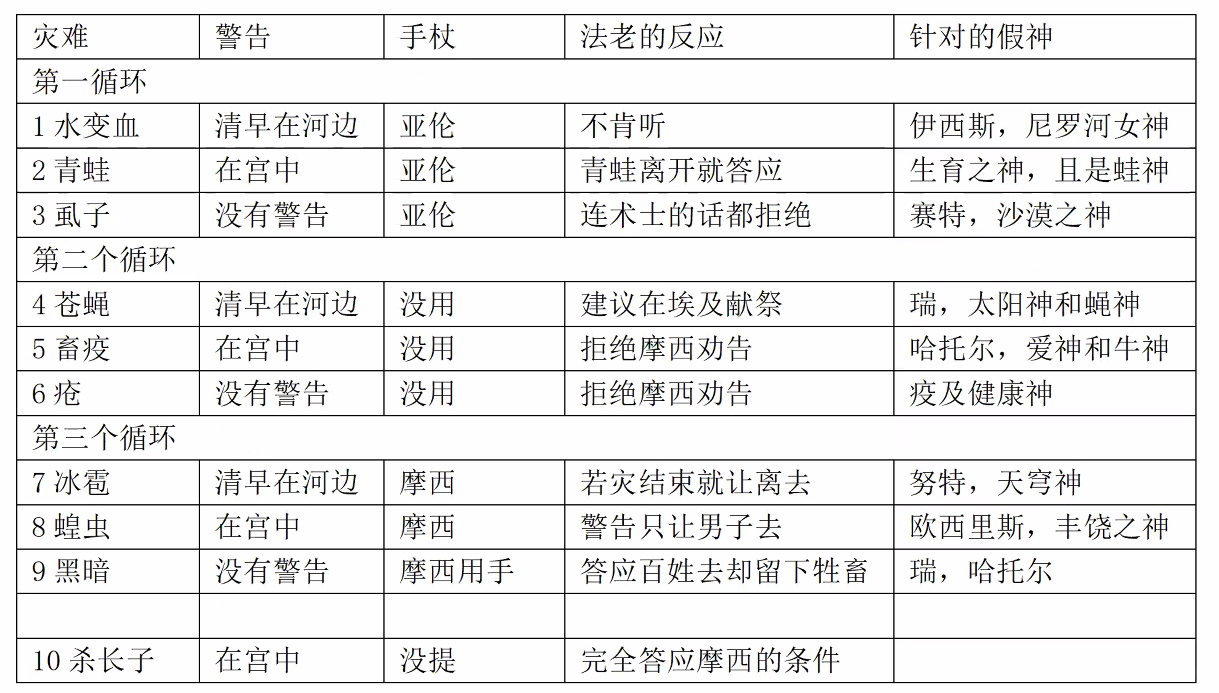 灾难 警告 手杖 法老的反应 针对的假神
第一循环
1 水变血 清早在河边 亚伦 不肯听 伊西斯，尼罗河女神
2 青蛙 在宫中 亚伦 青蛙离开就答应 生育之神，且是蛙神
3 虱子 没有警告 亚伦 连术士的话都拒绝 赛特，沙漠之神
第二个循环
4 苍蝇 清早在河边 没用 建议在埃及献祭 瑞，太阳神和蝇神
5 畜疫 在宫中 没用 拒绝摩西劝告 哈托尔，爱神和牛神
6 疮 没有警告 没用 拒绝摩西劝告 疫及健康神
第三个循环
7 冰雹 清早在河边 摩西 若灾结束就让离去 努特，天穹神
8 蝗虫 在宫中 摩西 警告只让男子去 欧西里斯，丰饶之神
9 黑暗 没有警告 摩西用手 答应百姓去却留下牲畜 瑞，哈托尔
10 杀长子 在宫中 没提 完全答应摩西的条件